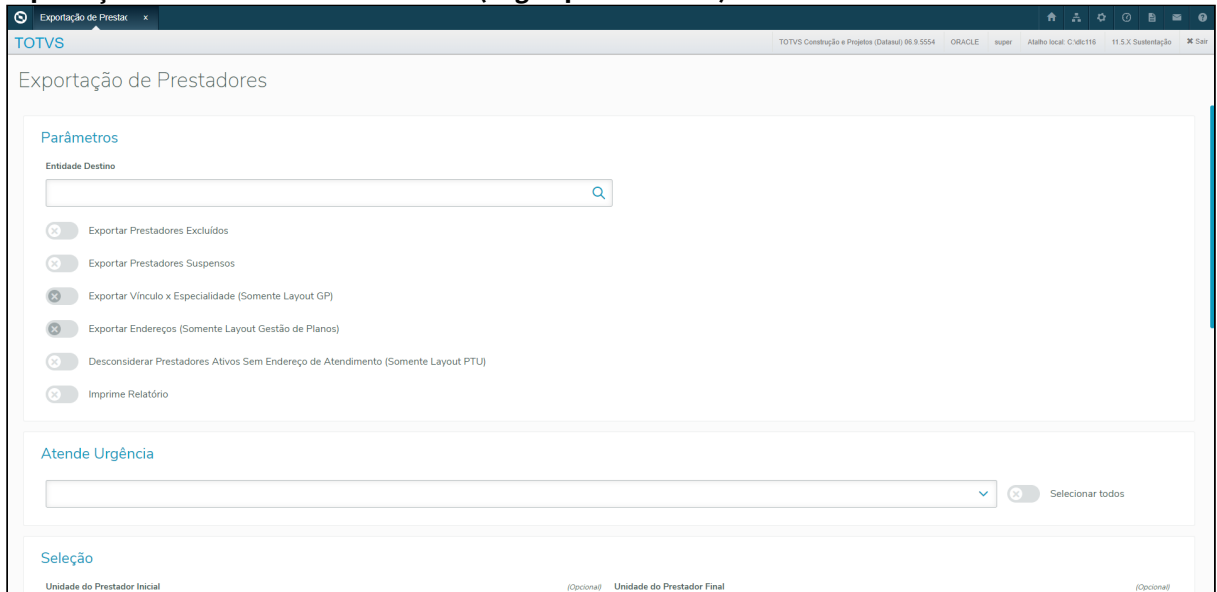 Exportação de Prestac x
TOTVS
TOTVS Construção e Projetos (Datasul) 06.9.5554 ORACLE super Atalho local: C:\dlc116 11.5.X Sustentação Sair
Exportação de Prestadores
Parâmetros
Entidade Destino
Exportar Prestadores Excluídos
Exportar Prestadores Suspensos
Exportar Vínculo x Especialidade (Somente Layout GP)
Exportar Endereços (Somente Layout Gestão de Planos)
Desconsiderar Prestadores Ativos Sem Endereço de Atendimento (Somente Layout PTU)
Imprime Relatório
Atende Urgência
Selecionar todos
Seleção
Unidade do Prestador Inicial (Opcional) Unidade do Prestador Final (Opcional)